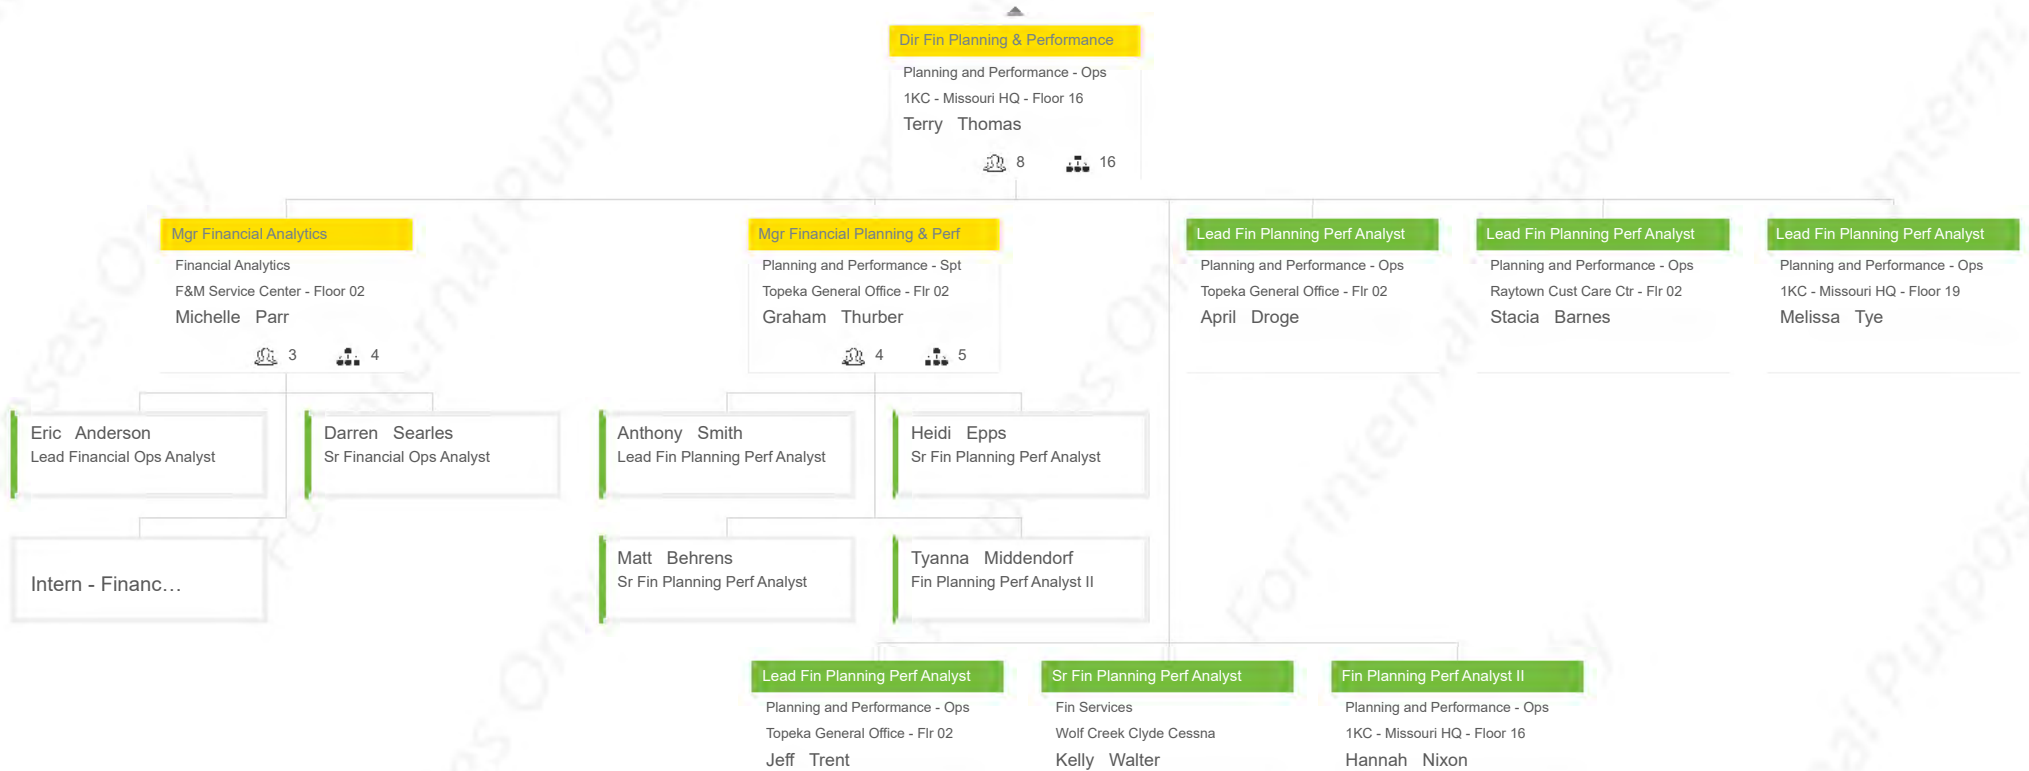 Dir Fin Planning & Performance
Planning and Performance - Ops
1KC - Missouri HQ - Floor 16
Terry Thomas
8 16
Mgr Financial Analytics
Financial Analytics
F&M Service Center - Floor 02
Michelle Parr
3 4
Mgr Financial Planning & Perf
Planning and Performance - Spt
Topeka General Office - Flr 02
Graham Thurber
4 5
Lead Fin Planning Perf Analyst
Planning and Performance - Ops
Topeka General Office - Flr 02
April Droge
Lead Fin Planning Perf Analyst
Planning and Performance - Ops
Raytown Cust Care Ctr - Flr 02
Stacia Barnes
Lead Fin Planning Perf Analyst
Planning and Performance - Ops
1KC - Missouri HQ - Floor 19
Melissa Tye
Eric Anderson
Lead Financial Ops Analyst
Darren Searles
Sr Financial Ops Analyst
Intern - Financ...
Anthony Smith
Lead Fin Planning Perf Analyst
Heidi Epps
Sr Fin Planning Perf Analyst
Matt Behrens
Sr Fin Planning Perf Analyst
Tyanna Middendorf
Fin Planning Perf Analyst II
Lead Fin Planning Perf Analyst
Planning and Performance - Ops
Topeka General Office - Flr 02
Jeff Trent
Sr Fin Planning Perf Analyst
Fin Services
Wolf Creek Clyde Cessna
Kelly Walter
Fin Planning Perf Analyst II
Planning and Performance - Ops
1KC - Missouri HQ - Floor 16
Hannah Nixon
For Internal Purposes Only